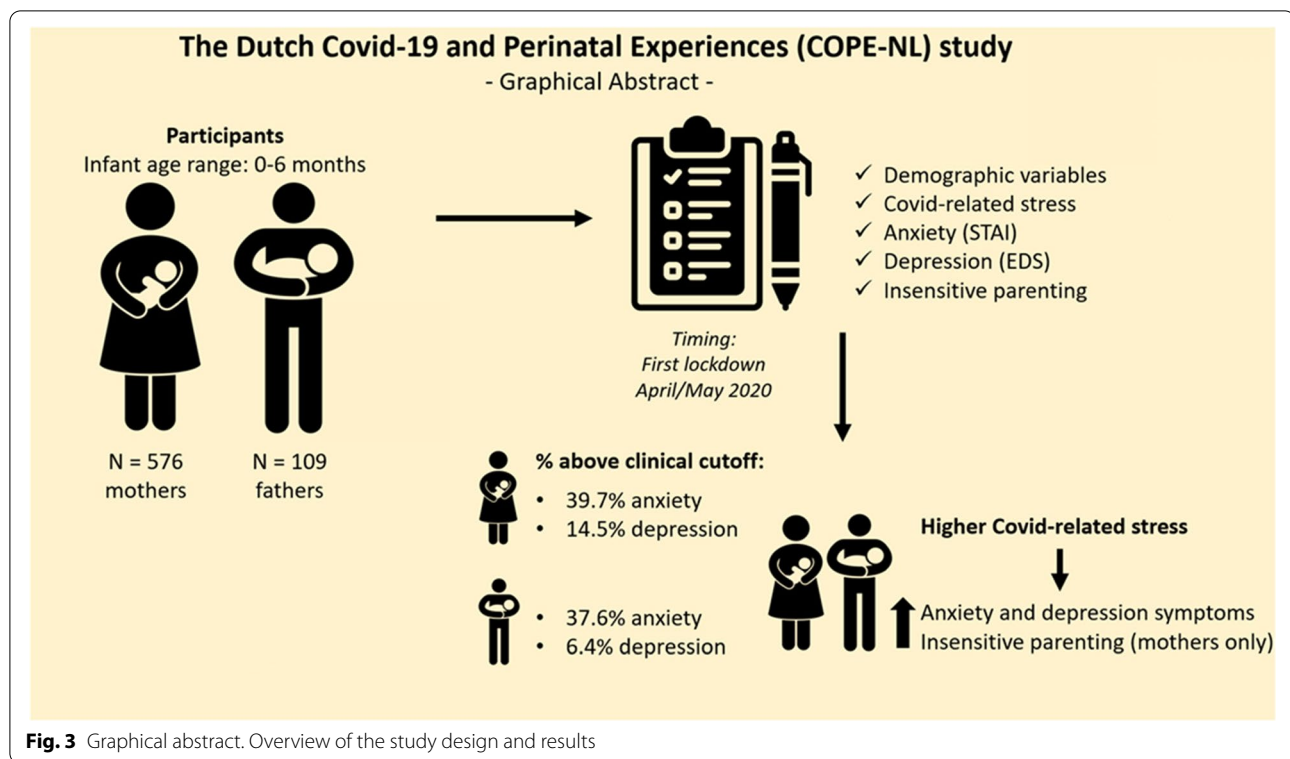 The Dutch Covid-19 and Perinatal Experiences (COPE-NL) study
- Graphical Abstract -
Participants
Infant age range: 0-6 months
N = 576
mothers
N = 109
fathers
✓ Demographic variables
✓ Covid-related stress
✓ Anxiety (STAI)
✓ Depression (EDS)
✓ Insensitive parenting
Timing:
First lockdown
April/May 2020
% above clinical cutoff:
• 39.7% anxiety
• 14.5% depression
• 37.6% anxiety
• 6.4% depression
Higher Covid-related stress
Anxiety and depression symptoms
Insensitive parenting (mothers only)
Fig. 3 Graphical abstract. Overview of the study design and results